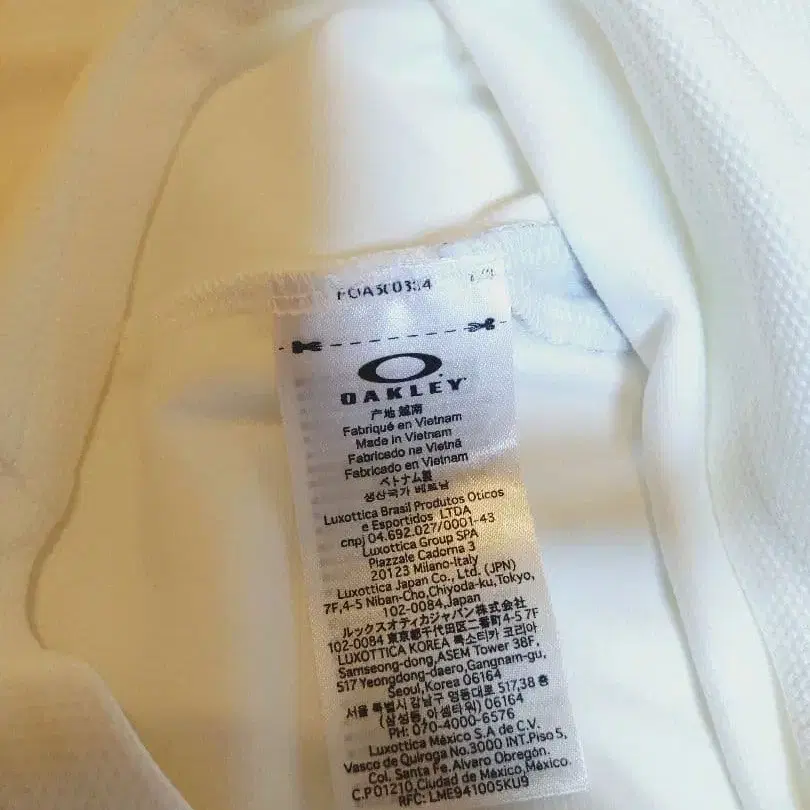 FOA500334
OAKLEY
产地 越南
Fabriqué en Vietnam
Made in Vietnam
Fabricado na Vietnã
Fabricado en Vietnam
ベトナム製
생산국가 베트남
Luxottica Brasil Produtos Oticos
e Esportidos LTDA
cnpj 04.692.027/0001-43
Luxottica Group SPA
Piazzale Cadorna 3
20123 Milano-Italy
Luxottica Japan Co., Ltd. (JPN)
7F,4-5 Niban-Cho,Chiyoda-ku,Tokyo,
102-0084,Japan
ルックスオティカジャパン株式会社
102-0084 東京都千代田区二番町4-5 7F
LUXOTTICA KOREA 룩소티카 코리아
Samseong-dong,ASEM Tower 38F,
517 Yeongdong-daero,Gangnam-gu,
Seoul,Korea 06164
서울 특별시 강남구 영동대로 517,38 층
(삼성동, 아셈타워) 06164
PH: 070-4000-6576
Luxottica México S.A de C.V.
Vasco de Quiroga No.3000 INT.Piso 5,
Col. Santa Fe, Alvaro Obregón.
C.P 01210,Ciudad de México,México.
RFC: LME941005KU9